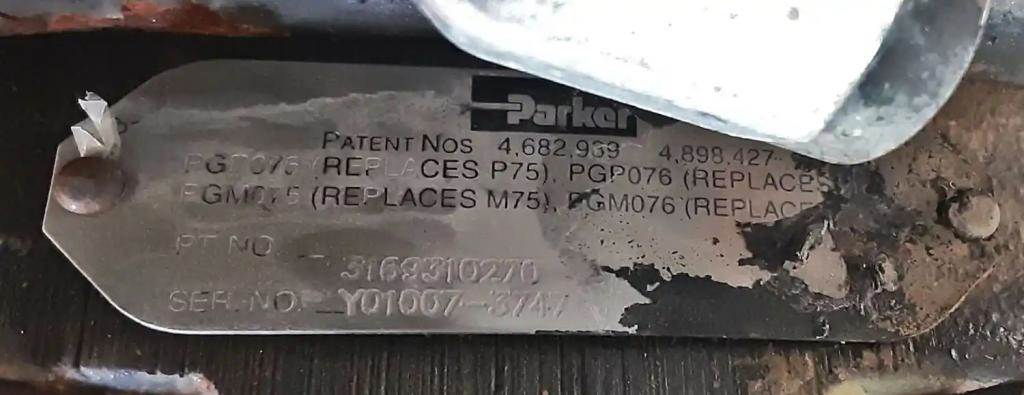 Parker
PATENT NOS 4,682,939 4,898,427
PGP075 (REPLACES P75), PGP076 (REPLACES
PGM075 (REPLACES M75), PGM076 (REPLACE
PT NO - 3169310270
SER. NO. Y01007-3747